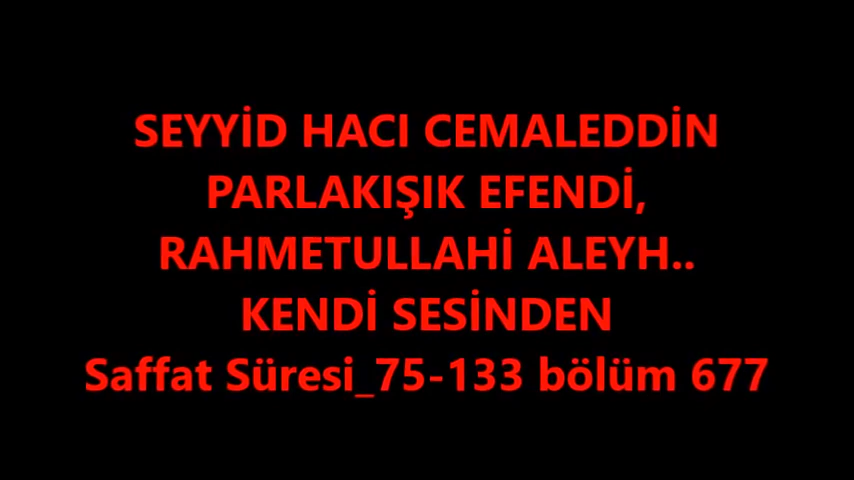 SEYYİD HACI CEMALEDDİN
PARLAKIŞIK EFENDİ,
RAHMETULLAHİ ALEYH..
KENDİ SESİNDEN
Saffat Süresi_75-133 bölüm 677